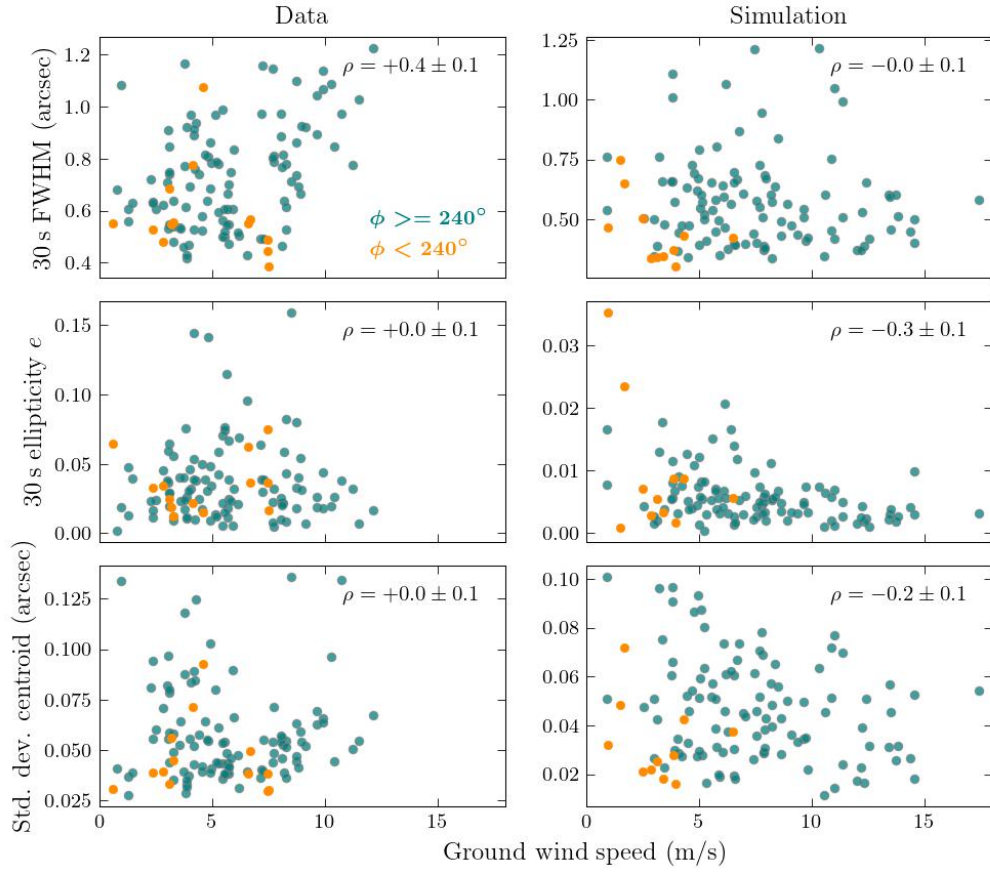 Data
Simulation
30 s FWHM (arcsec)
1.2
1.0
0.8
0.6
0.4
ρ = +0.4 ± 0.1
ϕ >= 240°
ϕ < 240°
1.25
1.00
0.75
0.50
ρ = −0.0 ± 0.1
30 s ellipticity e
0.15
0.10
0.05
0.00
ρ = +0.0 ± 0.1
0.03
0.02
0.01
0.00
ρ = −0.3 ± 0.1
Std. dev. centroid (arcsec)
0.125
0.100
0.075
0.050
0.025
ρ = +0.0 ± 0.1
0.10
0.08
0.06
0.04
0.02
ρ = −0.2 ± 0.1
0 5 10 15
0 5 10 15
Ground wind speed (m/s)